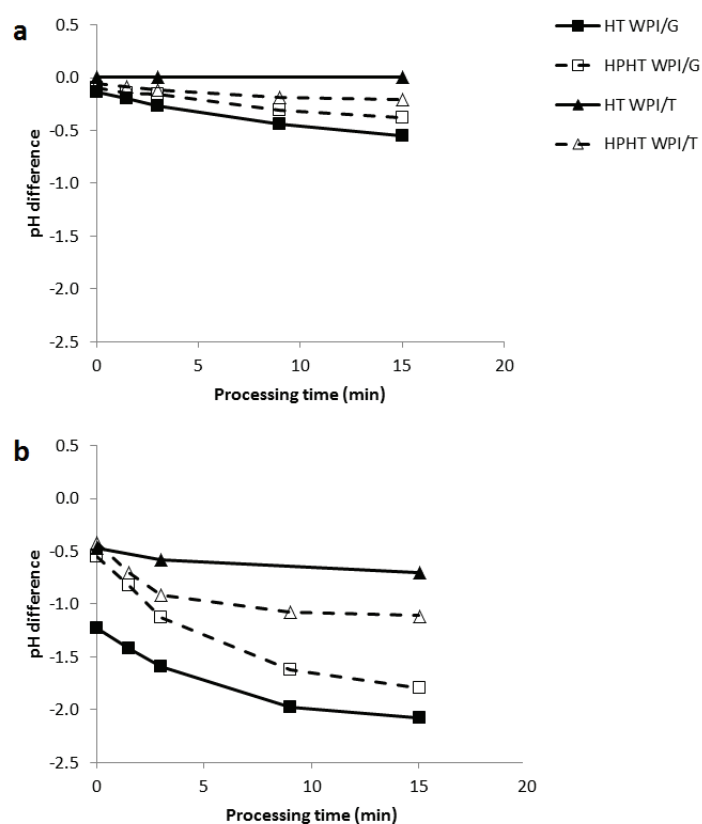 a
0.5
0.0
-0.5
-1.0
-1.5
-2.0
-2.5
pH difference
0 5 10 15 20
Processing time (min)
HT WPI/G
HPHT WPI/G
HT WPI/T
HPHT WPI/T
b
0.5
0.0
-0.5
-1.0
-1.5
-2.0
-2.5
pH difference
0 5 10 15 20
Processing time (min)